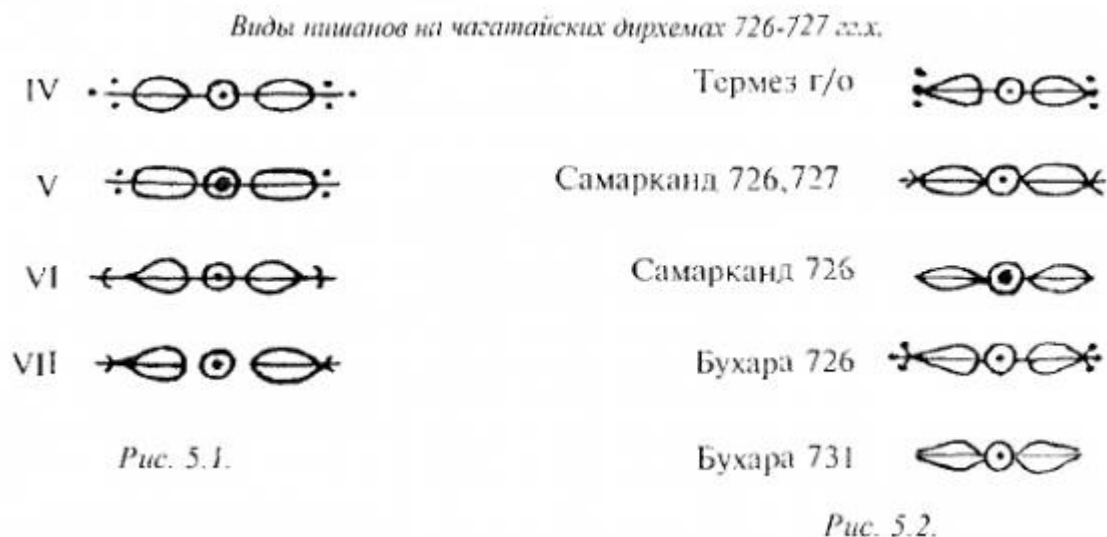 Виды нишанов на чагатайских дирхемах 726-727 гг.х.
IV
V
VI
VII
Рис. 5.1.
Термез г/о
Самарканд 726,727
Самарканд 726
Бухара 726
Бухара 731
Рис. 5.2.